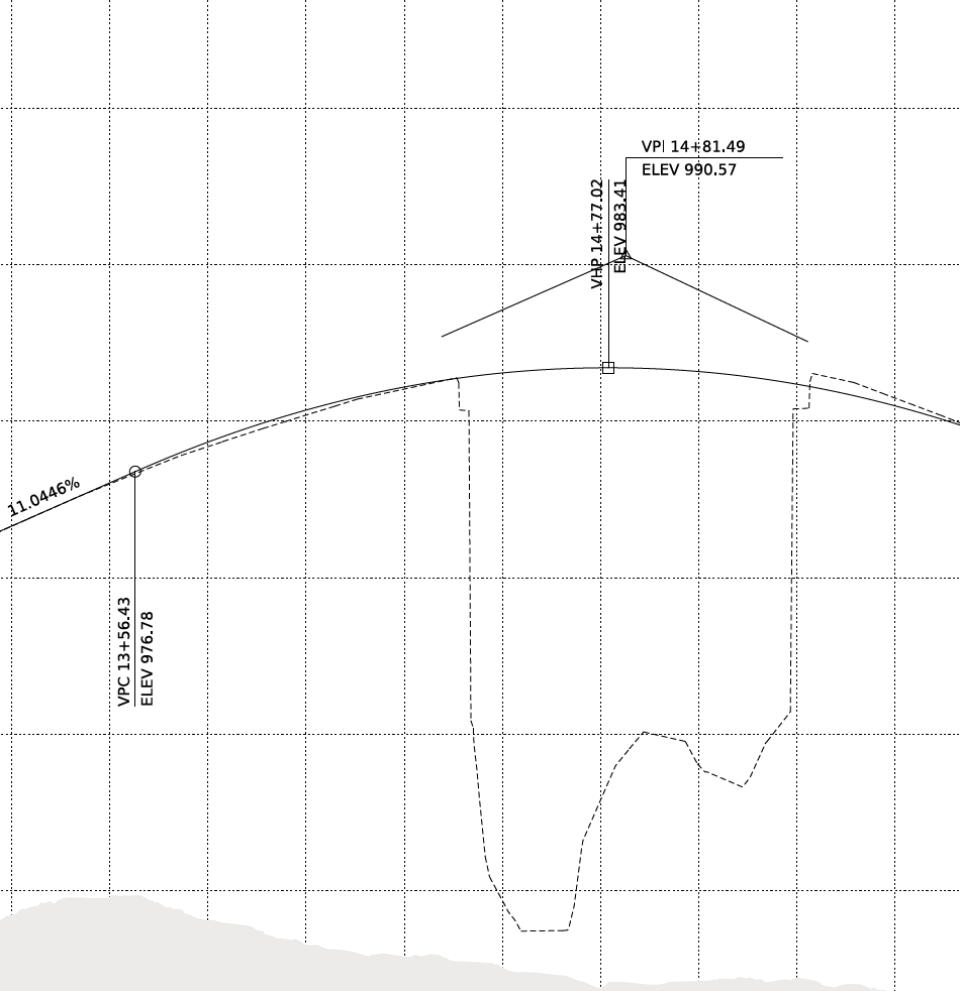 VPI 14+81.49
ELEV 990.57
VHP 14+77.02
ELEV 983.41
11.0446%
VPC 13+56.43
ELEV 976.78